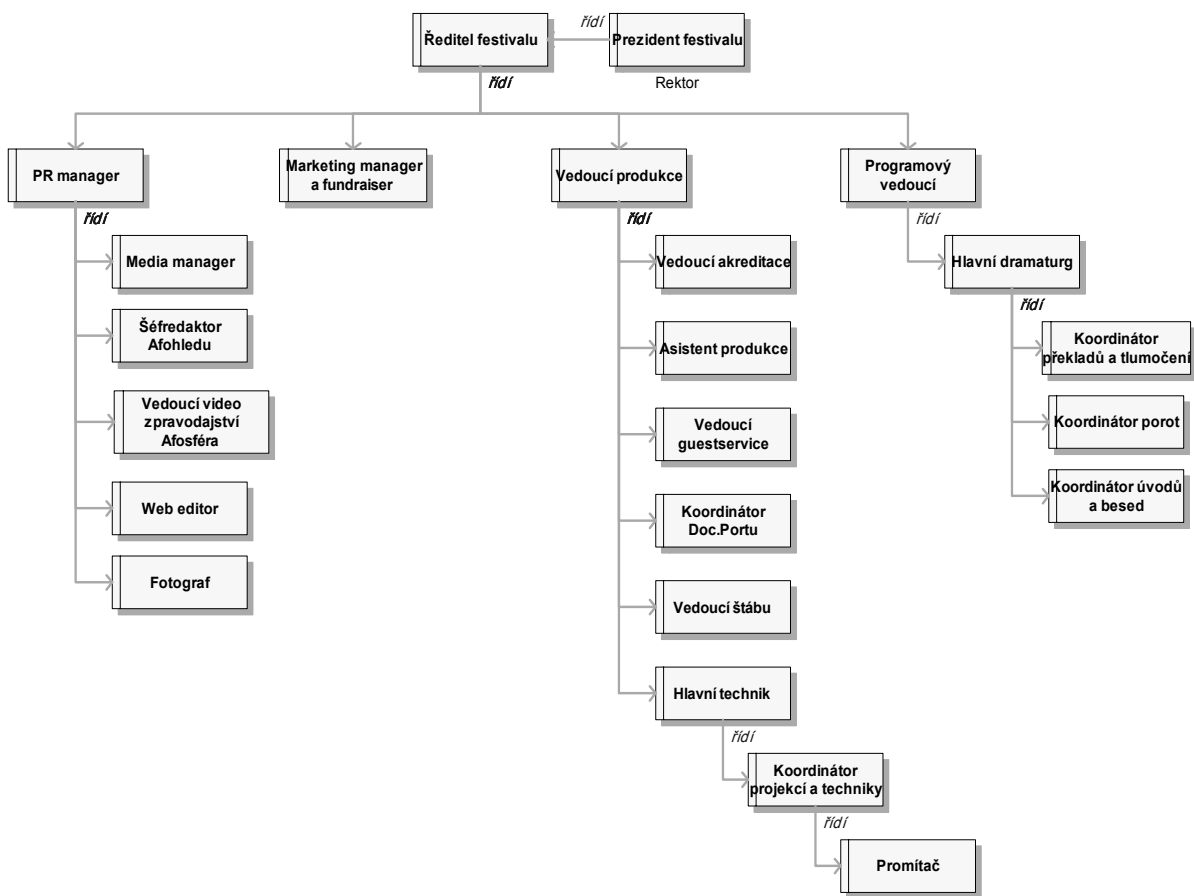 řídí
Ředitel festivalu
Prezident festivalu
řídí
Rektor
PR manager
Marketing manager
a fundraiser
Vedoucí produkce
Programový
vedoucí
řídí
řídí
řídí
Media manager
Vedoucí akreditace
Hlavní dramaturg
řídí
Šéfredaktor
Afohledu
Asistent produkce
Koordinátor
překladů a tlumočení
Vedoucí video
zpravodajství
Afosféra
Vedoucí
guestservice
Koordinátor porot
Web editor
Koordinátor
Doc.Portu
Koordinátor úvodů
a besed
Fotograf
Vedoucí štábu
Hlavní technik
řídí
Koordinátor
projekcí a techniky
řídí
Promítač